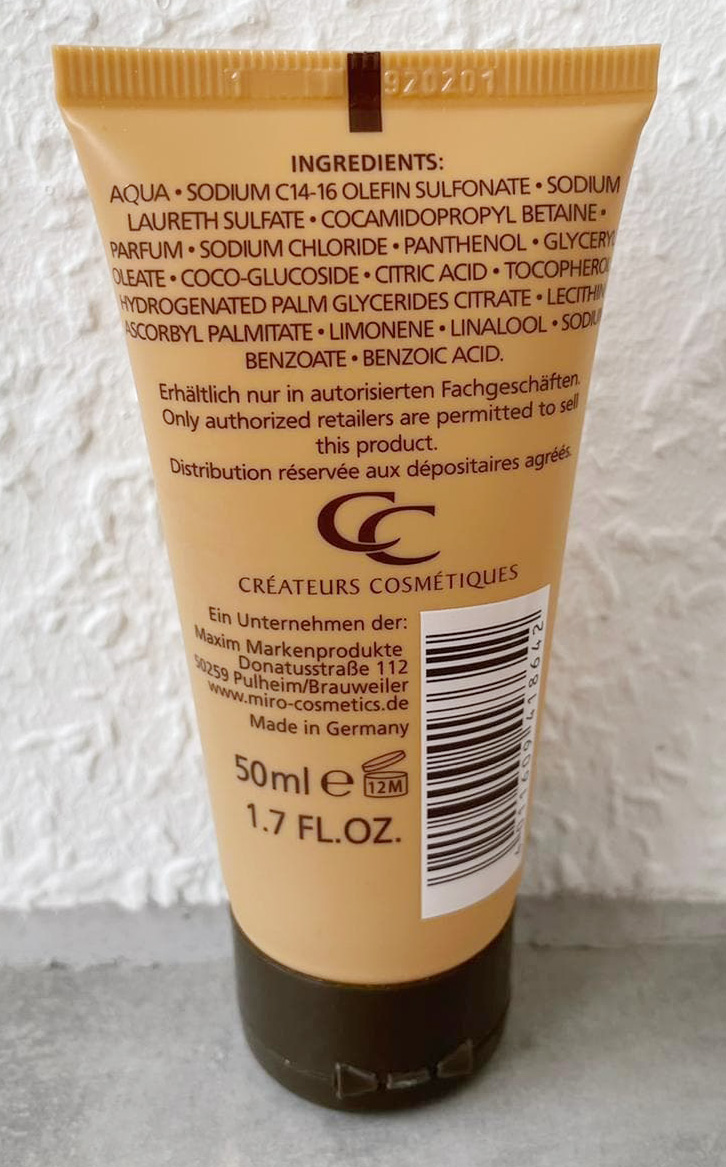 920201
INGREDIENTS:
AQUA • SODIUM C14-16 OLEFIN SULFONATE • SODIUM
LAURETH SULFATE • COCAMIDOPROPYL BETAINE •
PARFUM • SODIUM CHLORIDE • PANTHENOL • GLYCERY
OLEATE • COCO-GLUCOSIDE • CITRIC ACID • TOCOPHERO
HYDROGENATED PALM GLYCERIDES CITRATE • LECITHIN
ASCORBYL PALMITATE • LIMONENE • LINALOOL • SODIU
BENZOATE • BENZOIC ACID.
Erhältlich nur in autorisierten Fachgeschäften.
Only authorized retailers are permitted to sell
this product.
Distribution réservée aux dépositaires agréés.
CC
CRÉATEURS COSMÉTIQUES
Ein Unternehmen der:
Maxim Markenprodukte
Donatusstraße 112
50259 Pulheim/Brauweiler
www.miro-cosmetics.de
Made in Germany
50ml e 12M
1.7 FL.OZ.